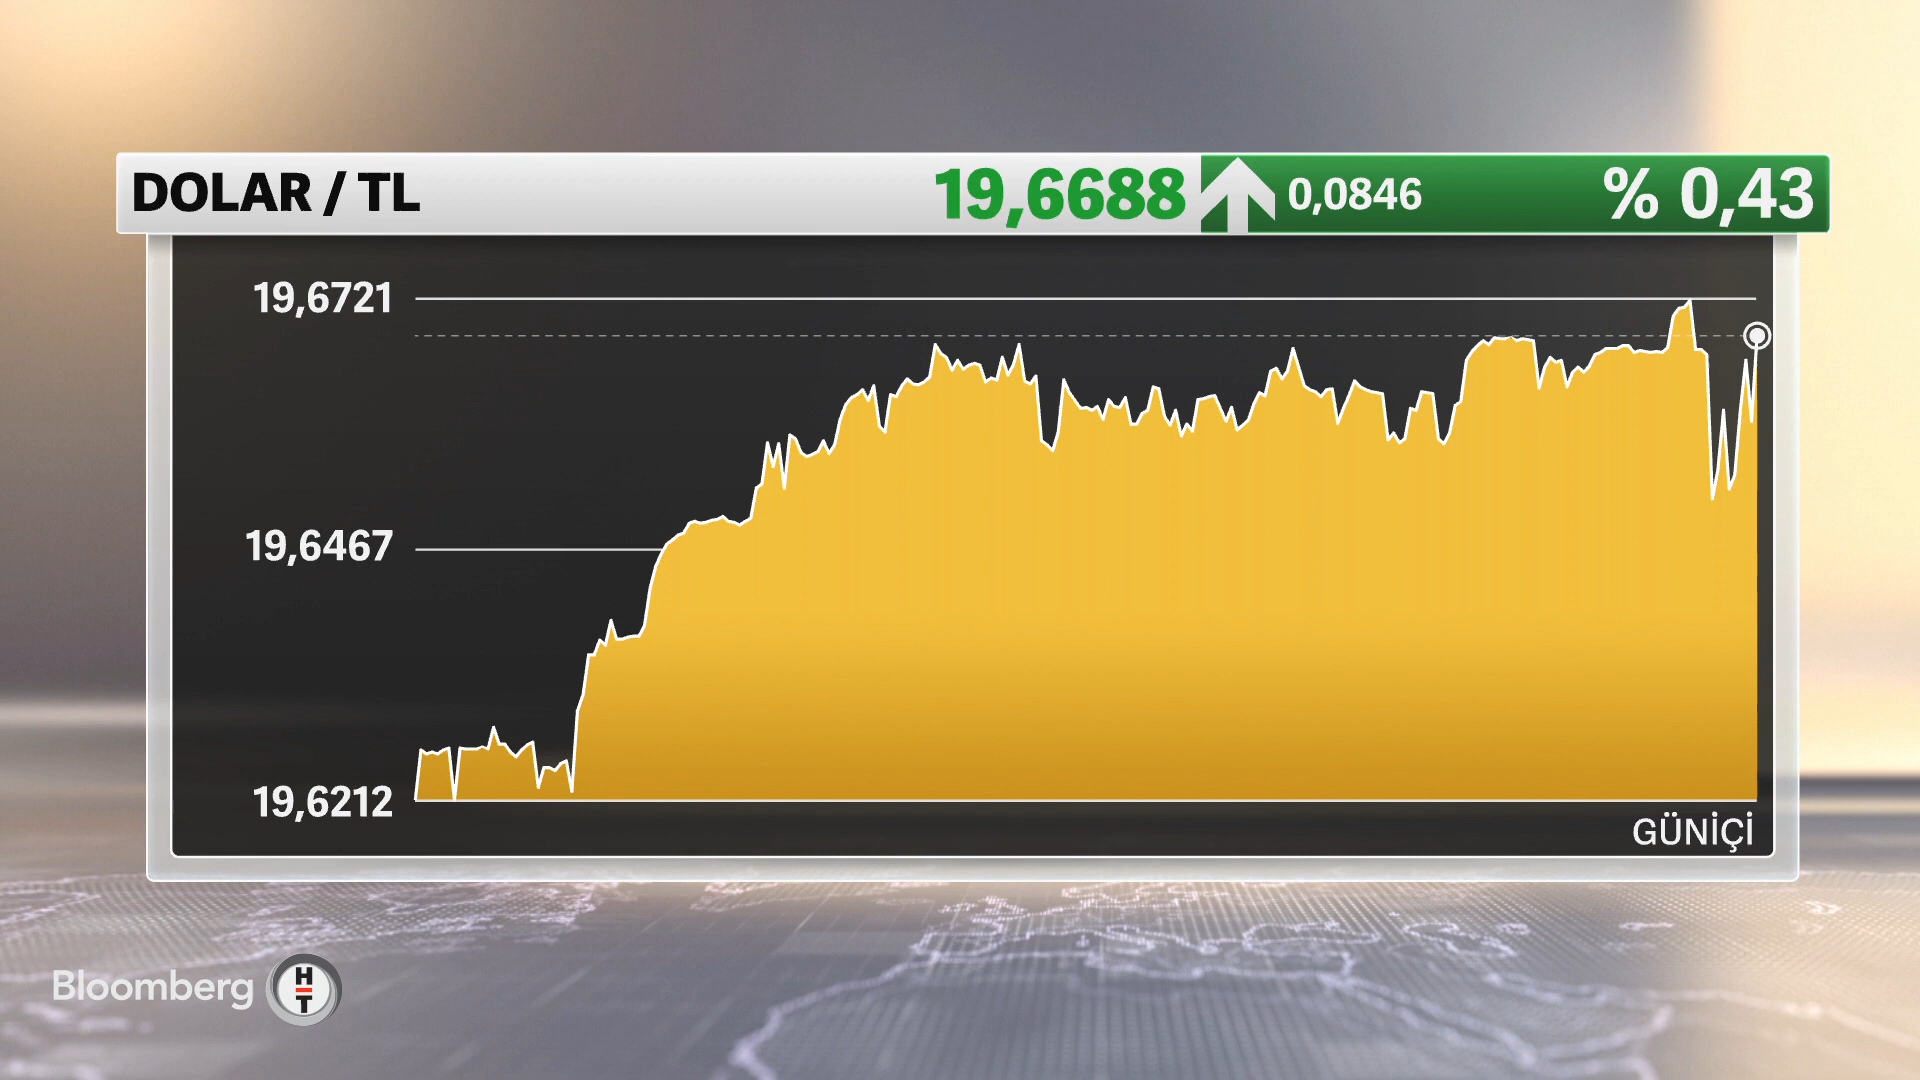 DOLAR / TL 19,6688 0,0846 % 0,43
19,6721
19,6467
19,6212
GÜNİÇİ
Bloomberg HT